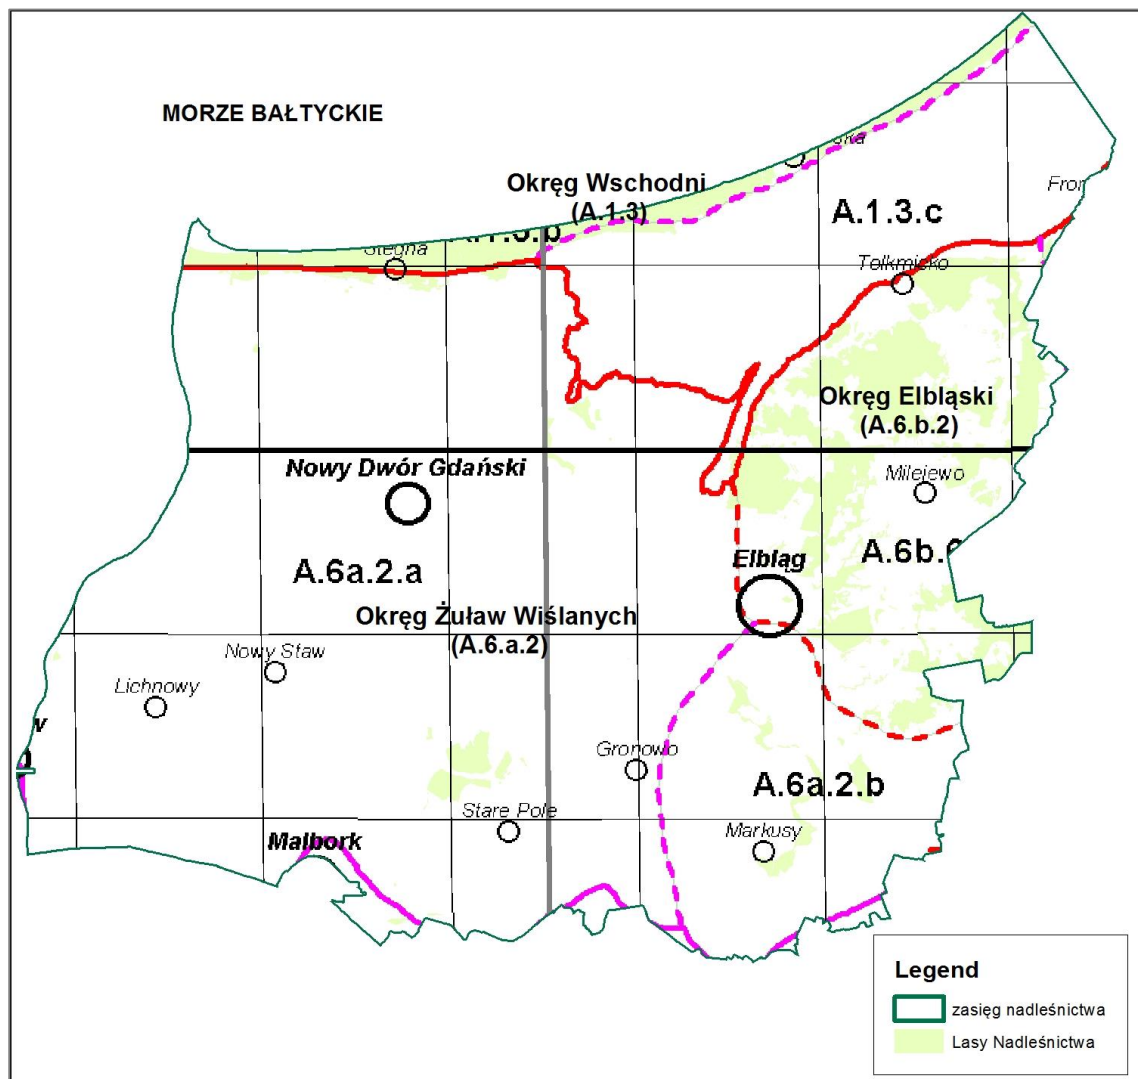 MORZE BAŁTYCKIE
Okręg Wschodni
(A.1.3)
A.1.3.c
Stegna
Tolkmicko
Okręg Elbląski
(A.6.b.2)
Nowy Dwór Gdański
Milejewo
Elbląg
A.6a.2.a
Okręg Żuław Wiślanych
(A.6.a.2)
Nowy Staw
Lichnowy
Gronowo
A.6a.2.b
Stare Pole
Markusy
Malbork
Legend
zasięg nadleśnictwa
Lasy Nadleśnictwa